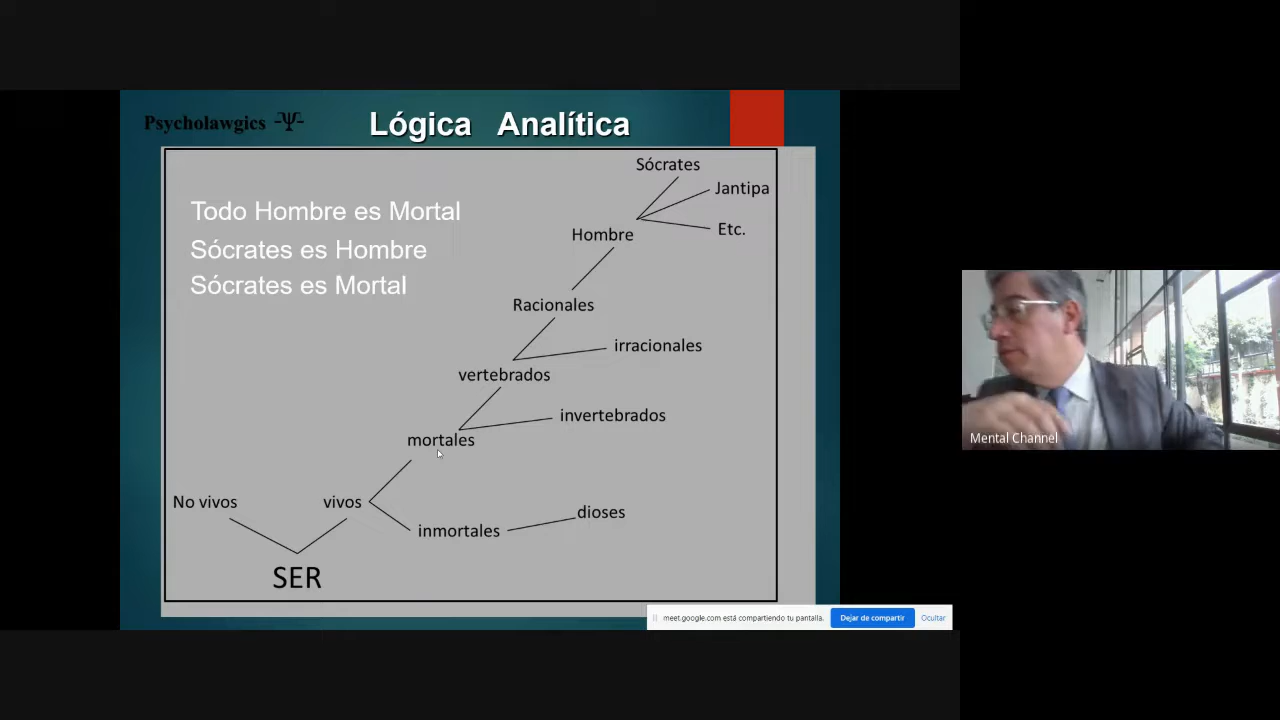 Psycholawgics
Lógica Analítica
Sócrates
Jantipa
Todo Hombre es Mortal
Etc.
Hombre
Sócrates es Hombre
Sócrates es Mortal
Racionales
irracionales
vertebrados
invertebrados
mortales
No vivos
vivos
dioses
inmortales
SER
meet.google.com está compartiendo tu pantalla.
Dejar de compartir
Ocultar
Mental Channel